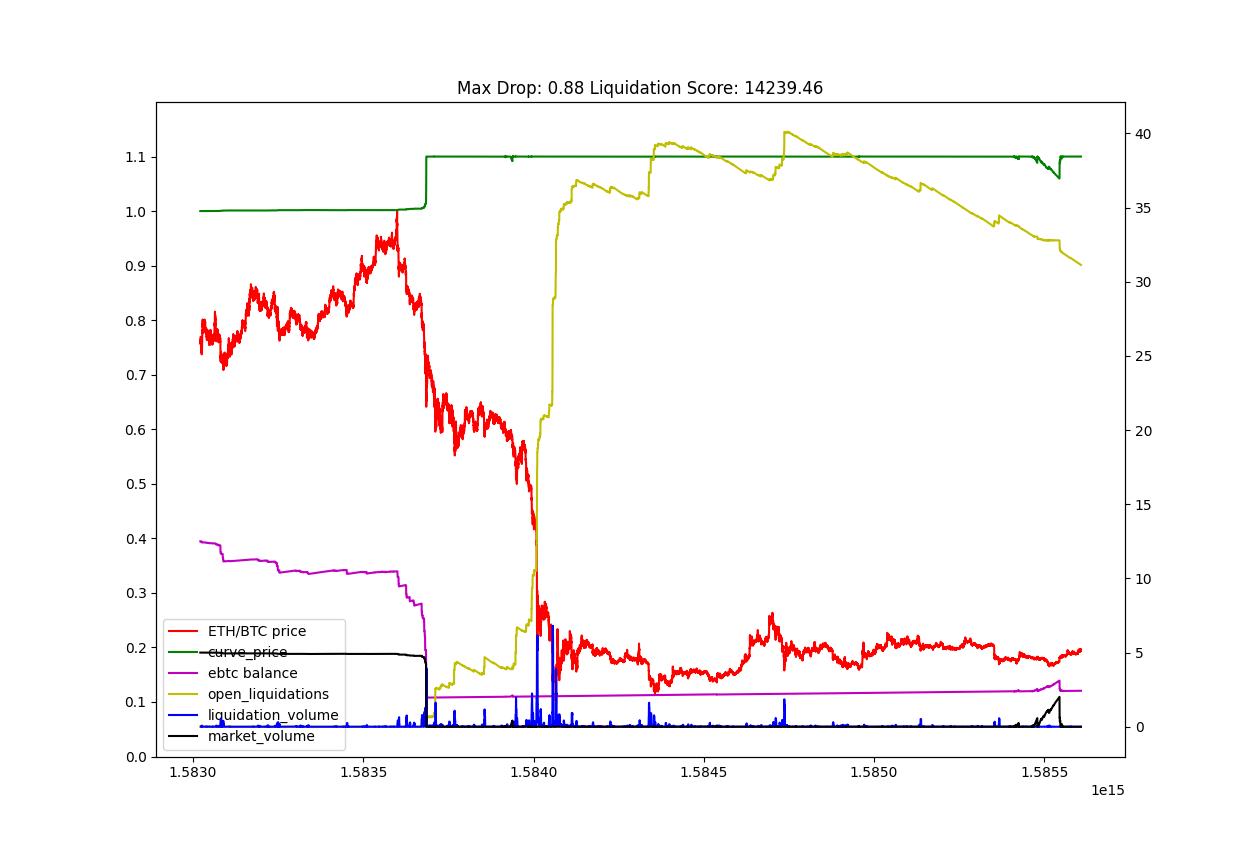 Max Drop: 0.88 Liquidation Score: 14239.46
1.1
1.0
0.9
0.8
0.7
0.6
0.5
0.4
0.3
0.2
0.1
0.0
40
35
30
25
20
15
10
5
0
ETH/BTC price
curve_price
ebtc balance
open_liquidations
liquidation_volume
market_volume
1.5830 1.5835 1.5840 1.5845 1.5850 1.5855
1e15